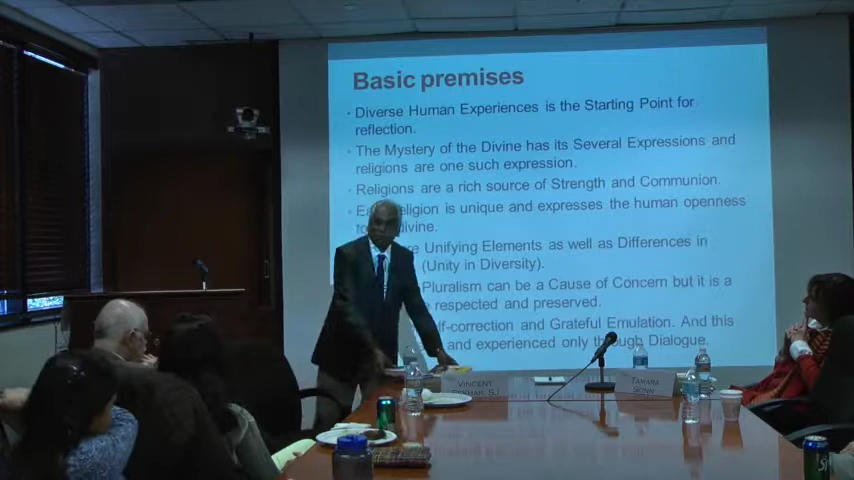 Basic premises
Diverse Human Experiences is the Starting Point for
reflection.
The Mystery of the Divine has its Several Expressions and
religions are one such expression.
Religions are a rich source of Strength and Communion.
religion is unique and expresses the human openness
divine.
Unifying Elements as well as Differences in
(Unity in Diversity).
Pluralism can be a Cause of Concern but it is a
respected and preserved.
and Grateful Emulation. And this
and experienced only through Dialogue.
VINCENT
SJ
TAMARA